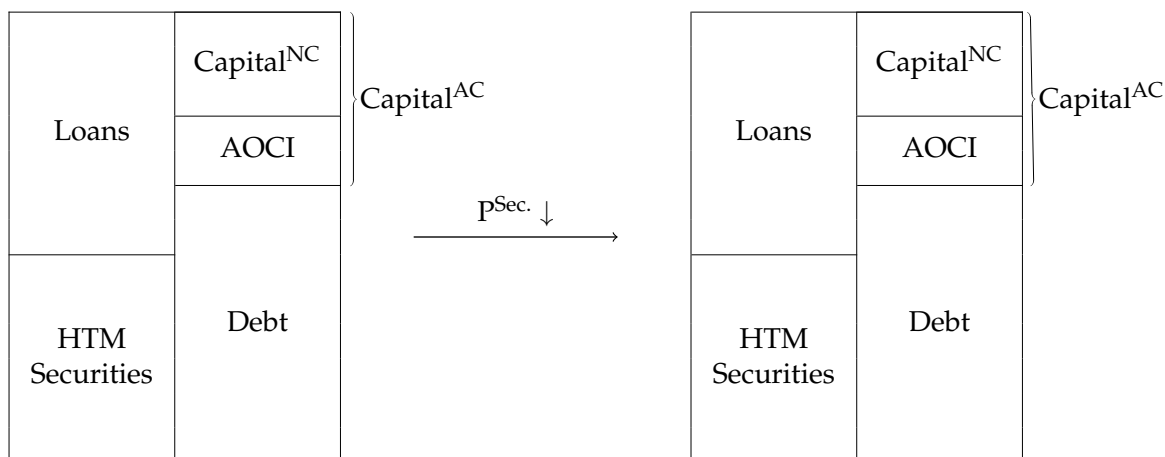 Capital^NC
Loans
AOCI
Capital^AC
HTM
Securities
Debt
P^Sec. ↓
Capital^NC
Loans
AOCI
Capital^AC
HTM
Securities
Debt